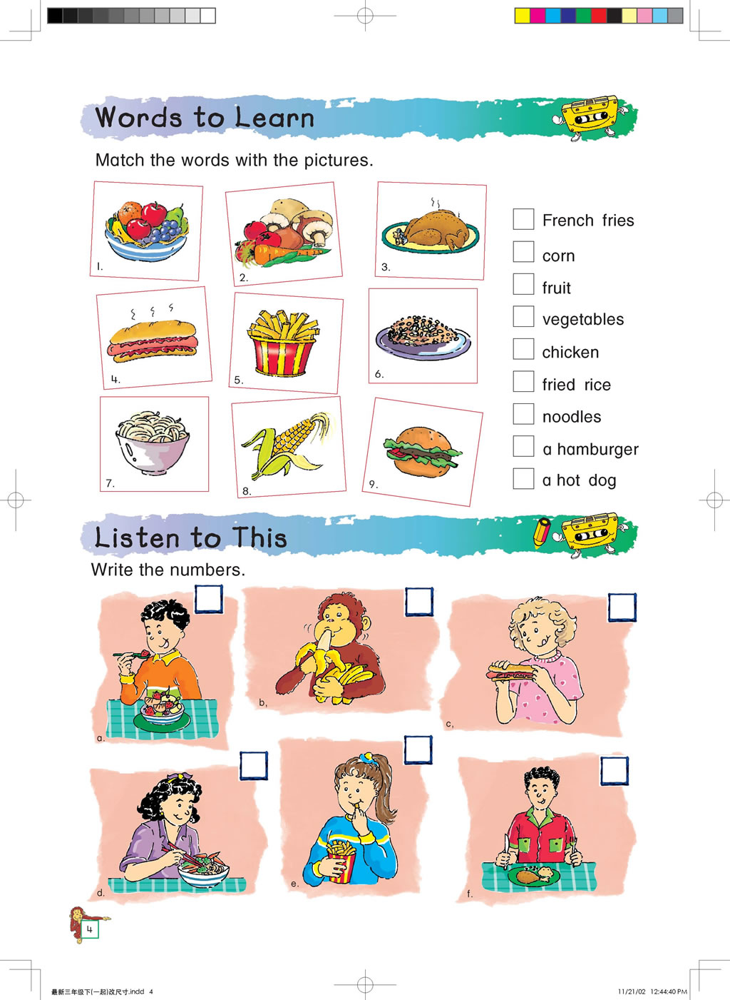 Words to Learn
Match the words with the pictures.
1.
2.
3.
4.
5.
6.
7.
8.
9.
French fries
corn
fruit
vegetables
chicken
fried rice
noodles
a hamburger
a hot dog
Listen to This
Write the numbers.
a.
b,
c,
d.
e.
f.
4
最新三年级下(一起)改尺寸.indd 4
11/21/02 12:44:40 PM